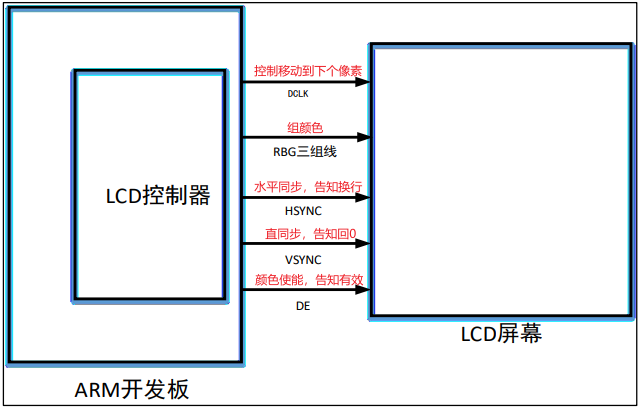 控制移动到下个像素
DCLK
组颜色
RBG三组线
LCD控制器
水平同步，告知换行
HSYNC
直同步，告知回0
VSYNC
颜色使能，告知有效
DE
LCD屏幕
ARM开发板